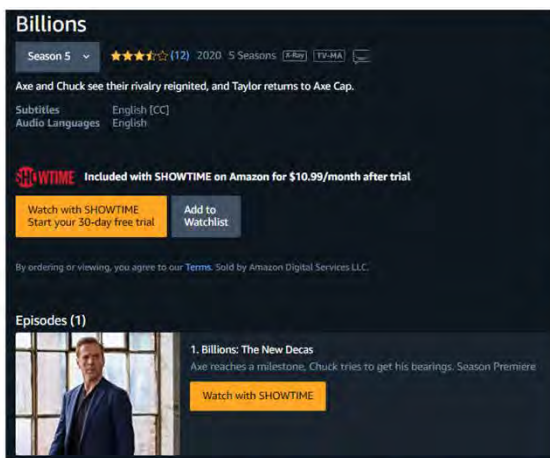 Billions
Season 5
(12) 2020 5 Seasons X-Ray TV-MA
Axe and Chuck see their rivalry reignited, and Taylor returns to Axe Cap.
Subtitles English [CC]
Audio Languages English
SHOWTIME Included with SHOWTIME on Amazon for $10.99/month after trial
Watch with SHOWTIME
Start your 30-day free trial
Add to
Watchlist
By ordering or viewing, you agree to our Terms. Sold by Amazon Digital Services LLC.
Episodes (1)
1. Billions: The New Decas
Axe reaches a milestone, Chuck tries to get his bearings. Season Premiere
Watch with SHOWTIME